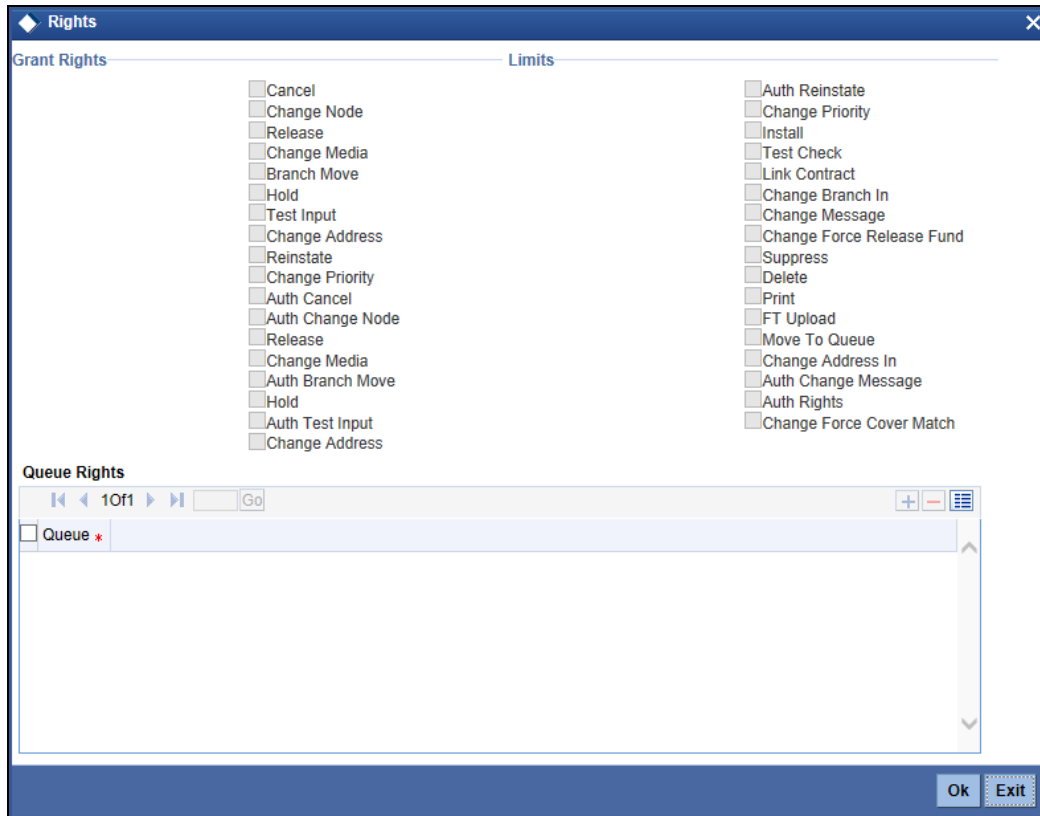 Rights
Grant Rights
Cancel
Change Node
Release
Change Media
Branch Move
Hold
Test Input
Change Address
Reinstate
Change Priority
Auth Cancel
Auth Change Node
Release
Change Media
Auth Branch Move
Hold
Auth Test Input
Change Address
Limits
Auth Reinstate
Change Priority
Install
Test Check
Link Contract
Change Branch In
Change Message
Change Force Release Fund
Suppress
Delete
Print
FT Upload
Move To Queue
Change Address In
Auth Change Message
Auth Rights
Change Force Cover Match
Queue Rights
1Of1 Go
Queue *
Ok Exit